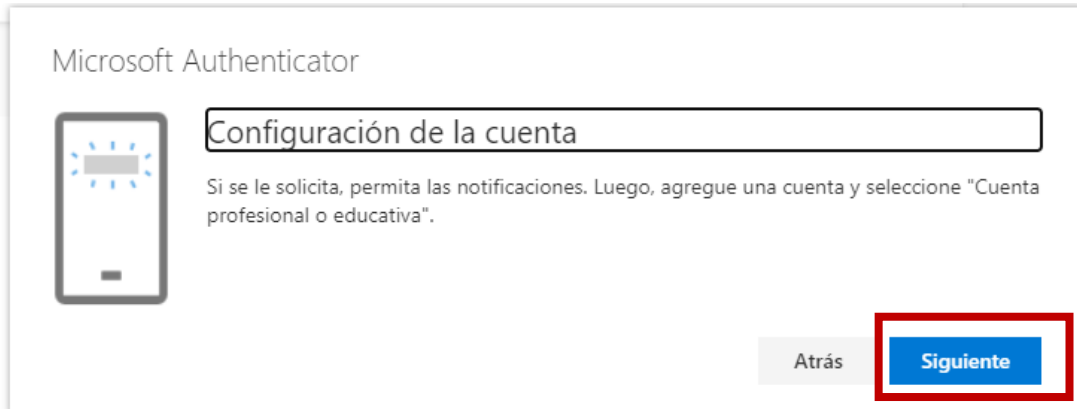 Microsoft Authenticator
Configuración de la cuenta
Si se le solicita, permita las notificaciones. Luego, agregue una cuenta y seleccione "Cuenta
profesional o educativa".
Atrás
Siguiente